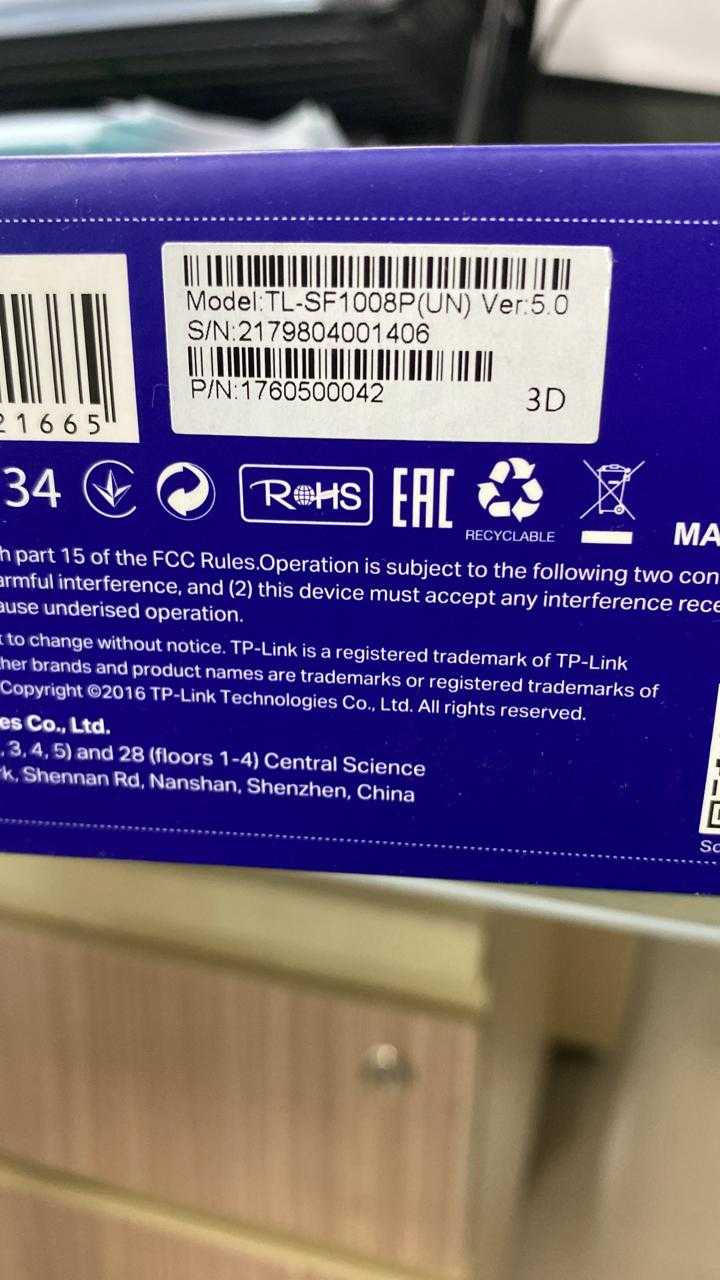 Model:TL-SF1008P(UN) Ver:5.0
S/N:2179804001406
P/N:1760500042
3D
21665
34
RoHS
EAC
RECYCLABLE
MA
h part 15 of the FCC Rules.Operation is subject to the following two con
armful interference, and (2) this device must accept any interference rece
ause underised operation.
t to change without notice. TP-Link is a registered trademark of TP-Link
her brands and product names are trademarks or registered trademarks of
Copyright ©2016 TP-Link Technologies Co., Ltd. All rights reserved.
es Co., Ltd.
, 3, 4, 5) and 28 (floors 1-4) Central Science
rk, Shennan Rd, Nanshan, Shenzhen, China
Sc